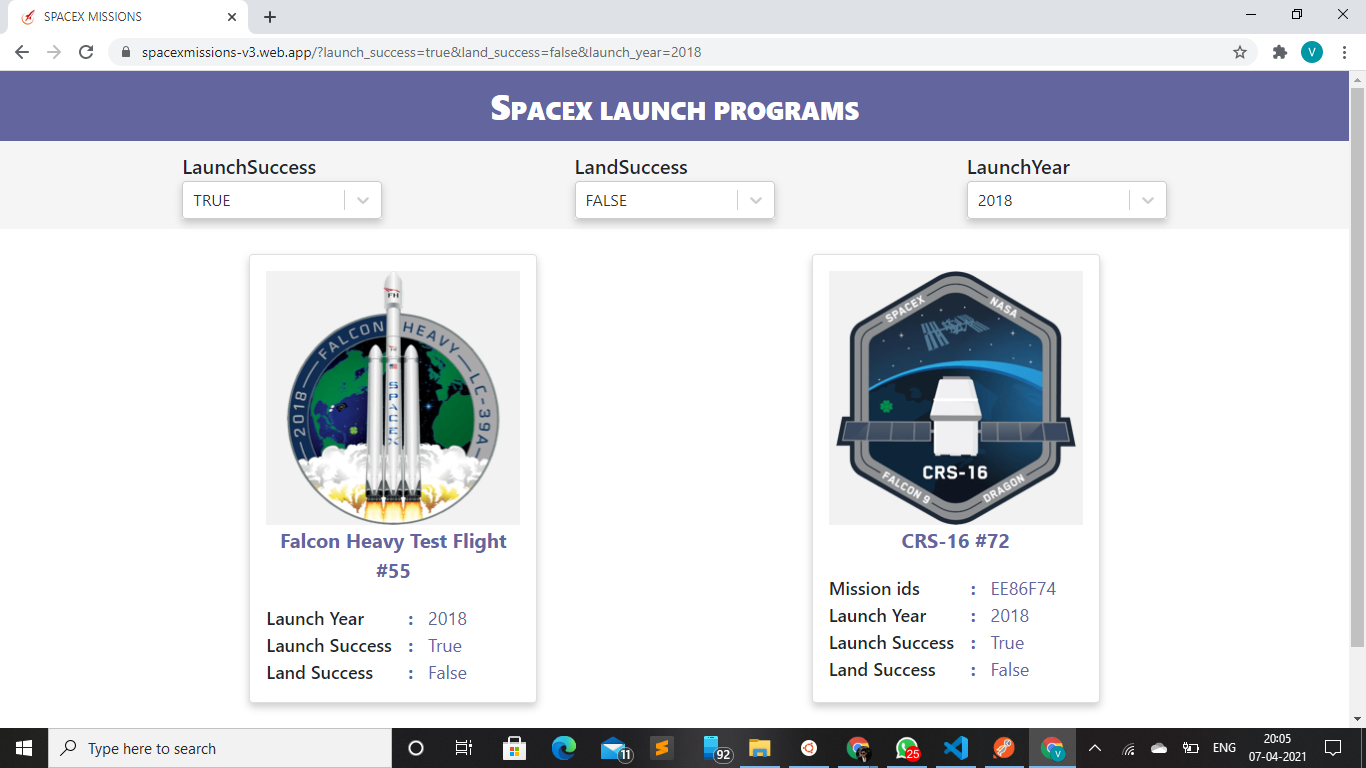 SPACEX MISSIONS
spacexmissions-v3.web.app/?launch_success=true&land_success=false&launch_year=2018
V
SPACEX LAUNCH PROGRAMS
LaunchSuccess
TRUE
LandSuccess
FALSE
LaunchYear
2018
FH
2018 FALCON HEAVY LC-39A
SPACEX
Falcon Heavy Test Flight
#55
Launch Year : 2018
Launch Success : True
Land Success : False
SPACEX NASA
CRS-16
FALCON 9 DRAGON
CRS-16 #72
Mission ids : EE86F74
Launch Year : 2018
Launch Success : True
Land Success : False
Type here to search
11
92
25
V
ENG
20:05
07-04-2021